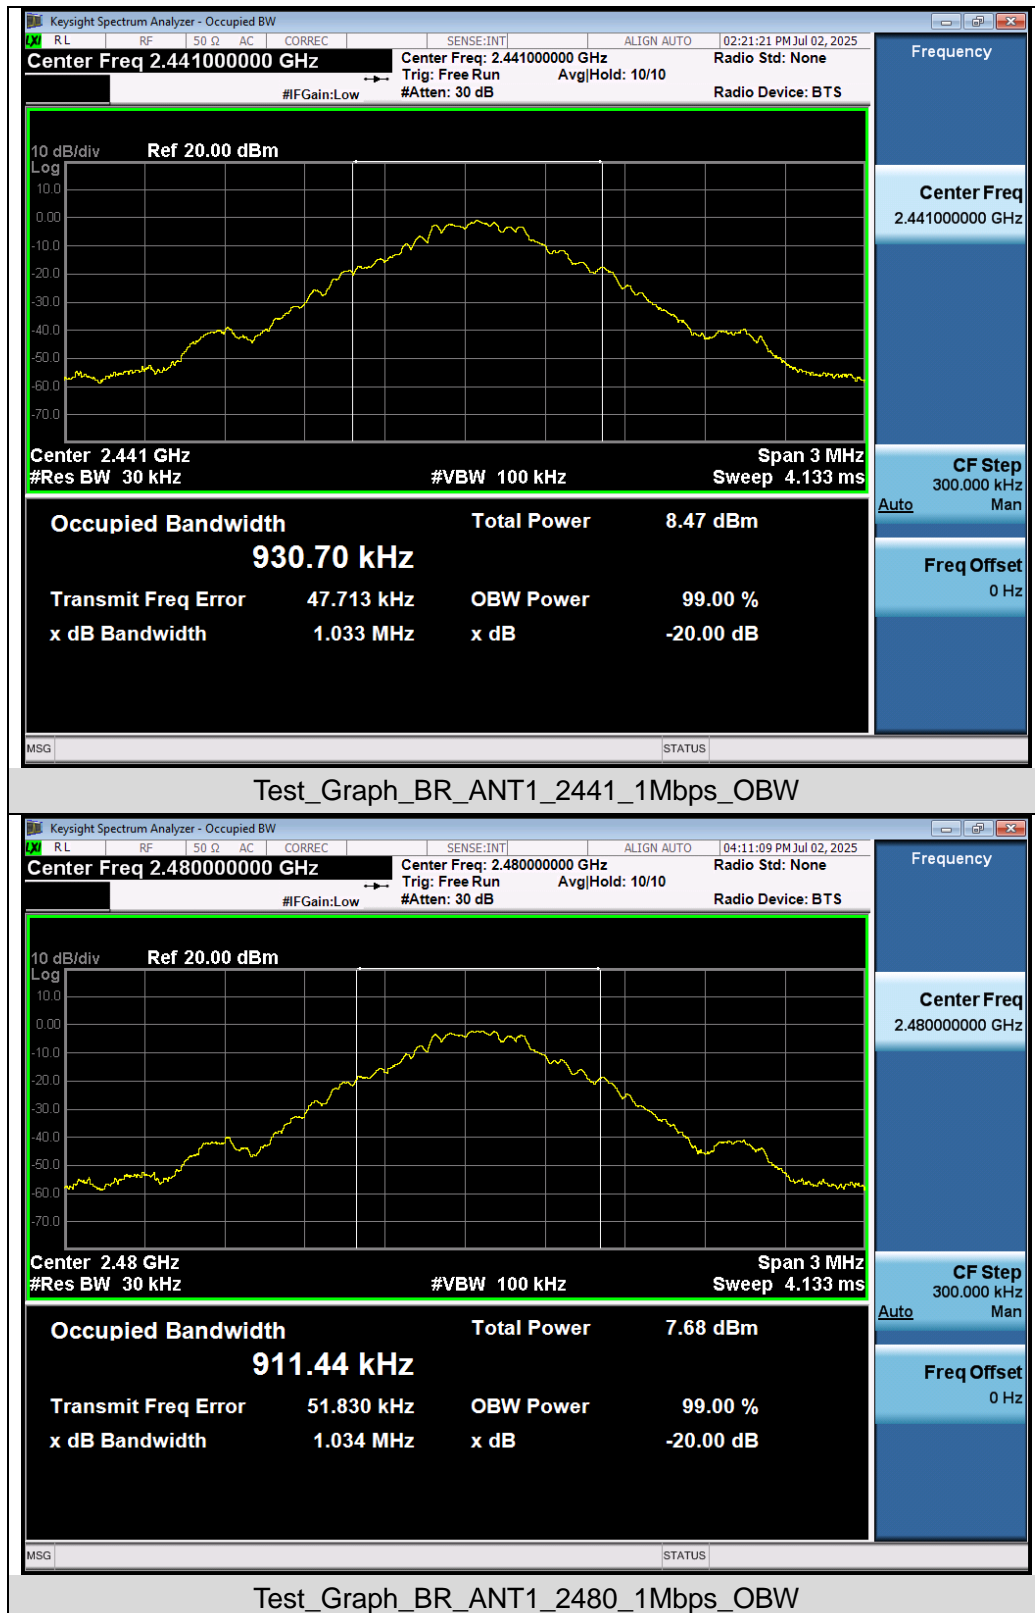 Keysight Spectrum Analyzer - Occupied BW
LXI RL RF 50 Ω AC CORREC SENSE:INT ALIGN AUTO 02:21:21 PM Jul 02, 2025
Center Freq 2.441000000 GHz
Center Freq: 2.441000000 GHz
Radio Std: None
Trig: Free Run Avg|Hold: 10/10
#IFGain:Low
#Atten: 30 dB
Radio Device: BTS
Frequency
10 dB/div Ref 20.00 dBm
Log
10.0
0.00
-10.0
-20.0
-30.0
-40.0
-50.0
-60.0
-70.0
Center 2.441 GHz Span 3 MHz
#Res BW 30 kHz #VBW 100 kHz Sweep 4.133 ms
Center Freq
2.441000000 GHz
CF Step
300.000 kHz
Auto Man
Freq Offset
0 Hz
Occupied Bandwidth Total Power 8.47 dBm
930.70 kHz
Transmit Freq Error 47.713 kHz OBW Power 99.00 %
x dB Bandwidth 1.033 MHz x dB -20.00 dB
MSG STATUS
Test_Graph_BR_ANT1_2441_1Mbps_OBW
Keysight Spectrum Analyzer - Occupied BW
LXI RL RF 50 Ω AC CORREC SENSE:INT ALIGN AUTO 04:11:09 PM Jul 02, 2025
Center Freq 2.480000000 GHz
Center Freq: 2.480000000 GHz
Radio Std: None
Trig: Free Run Avg|Hold: 10/10
#IFGain:Low
#Atten: 30 dB
Radio Device: BTS
Frequency
10 dB/div Ref 20.00 dBm
Log
10.0
0.00
-10.0
-20.0
-30.0
-40.0
-50.0
-60.0
-70.0
Center 2.48 GHz Span 3 MHz
#Res BW 30 kHz #VBW 100 kHz Sweep 4.133 ms
Center Freq
2.480000000 GHz
CF Step
300.000 kHz
Auto Man
Freq Offset
0 Hz
Occupied Bandwidth Total Power 7.68 dBm
911.44 kHz
Transmit Freq Error 51.830 kHz OBW Power 99.00 %
x dB Bandwidth 1.034 MHz x dB -20.00 dB
MSG STATUS
Test_Graph_BR_ANT1_2480_1Mbps_OBW